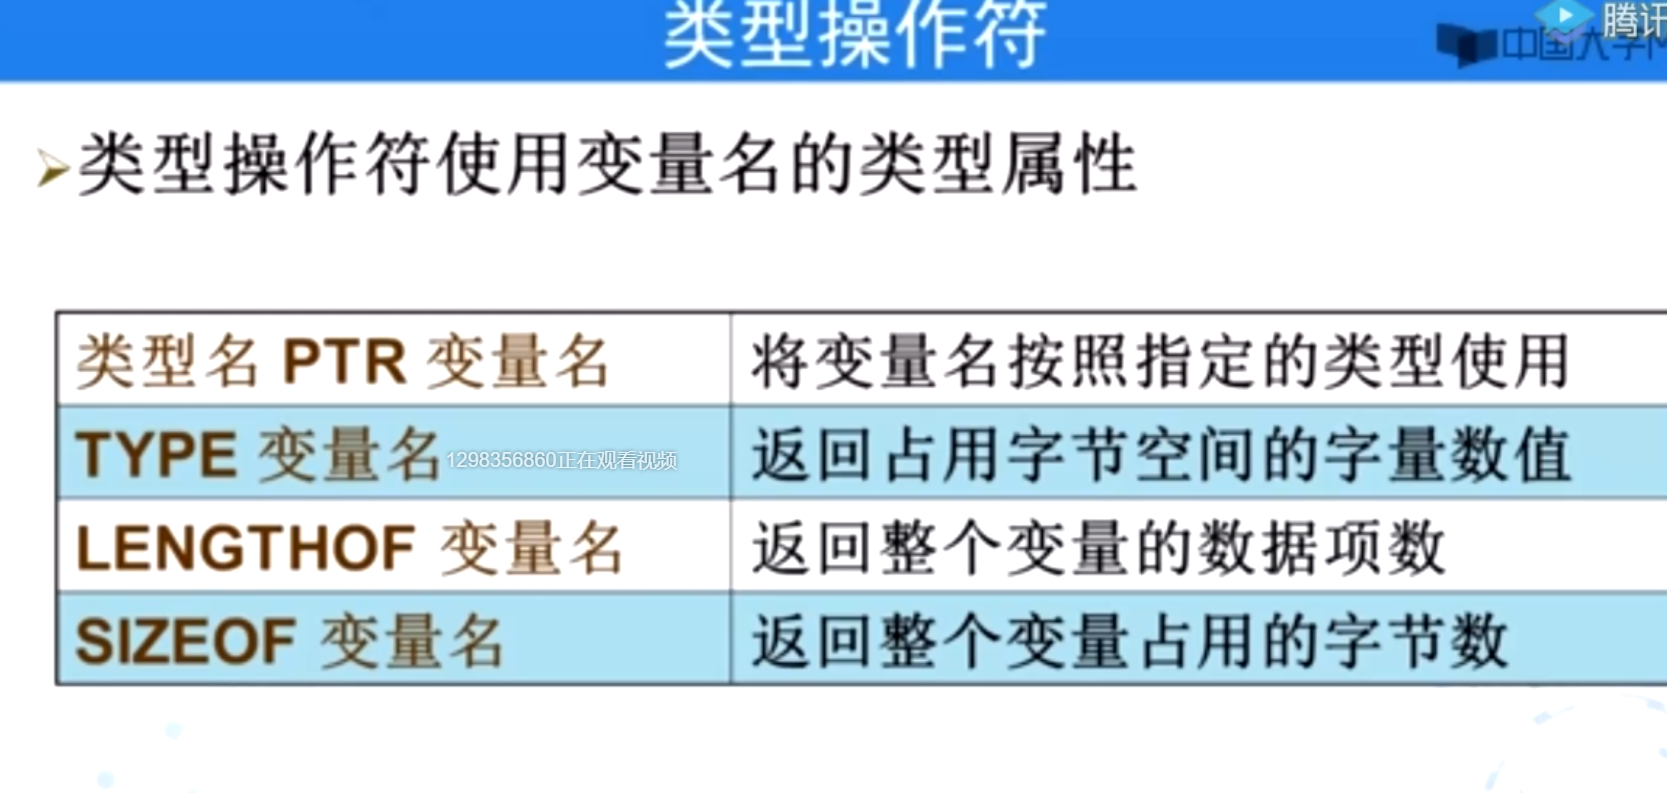 类型操作符
腾讯
中国大学M
类型操作符使用变量名的类型属性
类型名 PTR 变量名 将变量名按照指定的类型使用
TYPE 变量名 返回占用字节空间的字量数值
1298356860正在观看视频
LENGTHOF 变量名 返回整个变量的数据项数
SIZEOF 变量名 返回整个变量占用的字节数